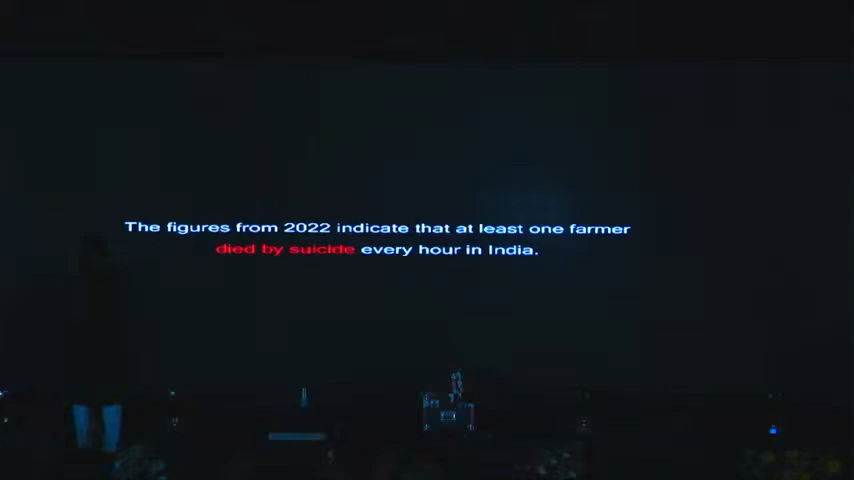 The figures from 2022 indicate that at least one farmer
died by suicide every hour in India.